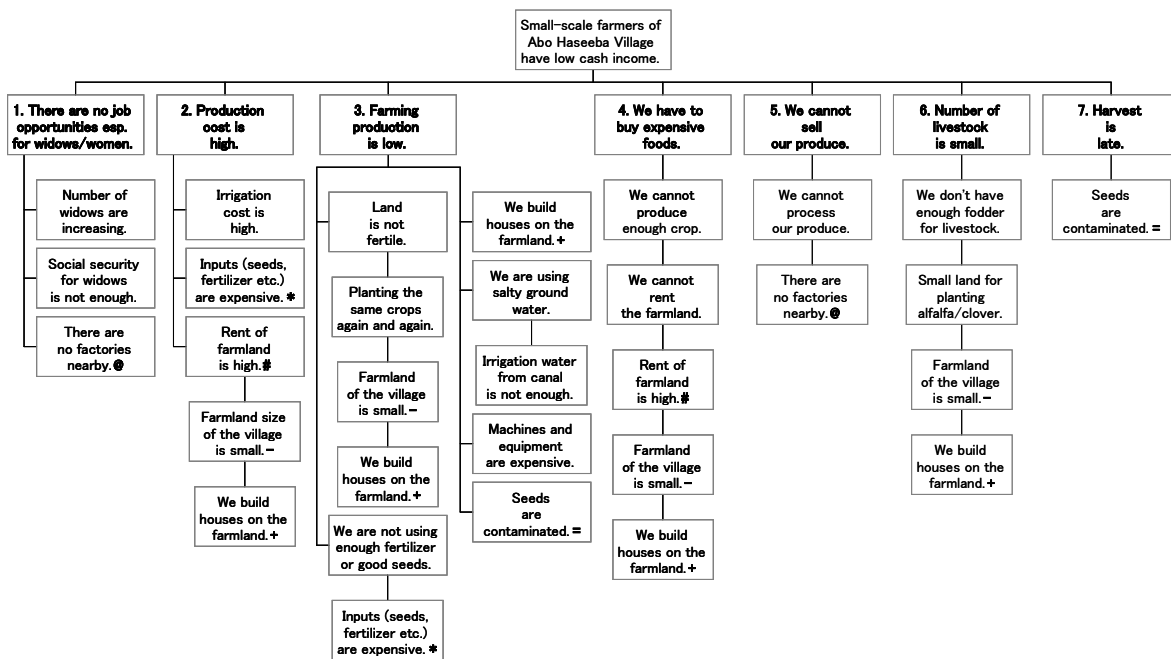 Small-scale farmers of
Abo Haseeba Village
have low cash income.
1. There are no job
opportunities esp.
for widows/women.
Number of
widows are
increasing.
Social security
for widows
is not enough.
There are
no factories
nearby.@
2. Production
cost is
high.
Irrigation
cost is
high.
Inputs (seeds,
fertilizer etc.)
are expensive.*
Rent of
farmland
is high.#
Farmland size
of the village
is small.-
We build
houses on the
farmland.+
3. Farming
production
is low.
Land
is not
fertile.
Planting the
same crops
again and again.
Farmland
of the village
is small.-
We build
houses on the
farmland.+
We are not using
enough fertilizer
or good seeds.
Inputs (seeds,
fertilizer etc.)
are expensive.*
We build
houses on the
farmland.+
We are using
salty ground
water.
Irrigation water
from canal
is not enough.
Machines and
equipment
are expensive.
Seeds
are
contaminated.=
4. We have to
buy expensive
foods.
We cannot
produce
enough crop.
We cannot
rent
the farmland.
Rent of
farmland
is high.#
Farmland
of the village
is small.-
We build
houses on the
farmland.+
5. We cannot
sell
our produce.
We cannot
process
our produce.
There are
no factories
nearby.@
6. Number of
livestock
is small.
We don't have
enough fodder
for livestock.
Small land for
planting
alfalfa/clover.
Farmland
of the village
is small.-
We build
houses on the
farmland.+
7. Harvest
is
late.
Seeds
are
contaminated.=